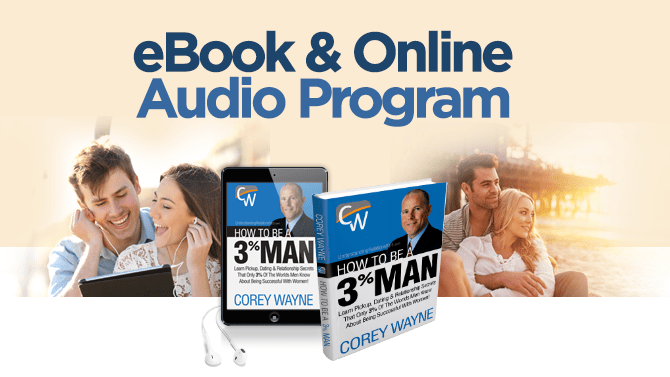 eBook & Online
Audio Program
CW
HOW TO BE A
3% MAN
Learn Pickup, Dating & Relationship Secrets
That Only 3% Of The Worlds Men Know
About Being Successful With Women!
COREY WAYNE
COREY WAYNE
HOW TO BE A 3% MAN
CW
HOW TO BE A
3% MAN
Learn Pickup, Dating & Relationship Secrets
That Only 3% Of The Worlds Men Know
About Being Successful With Women!
COREY WAYNE